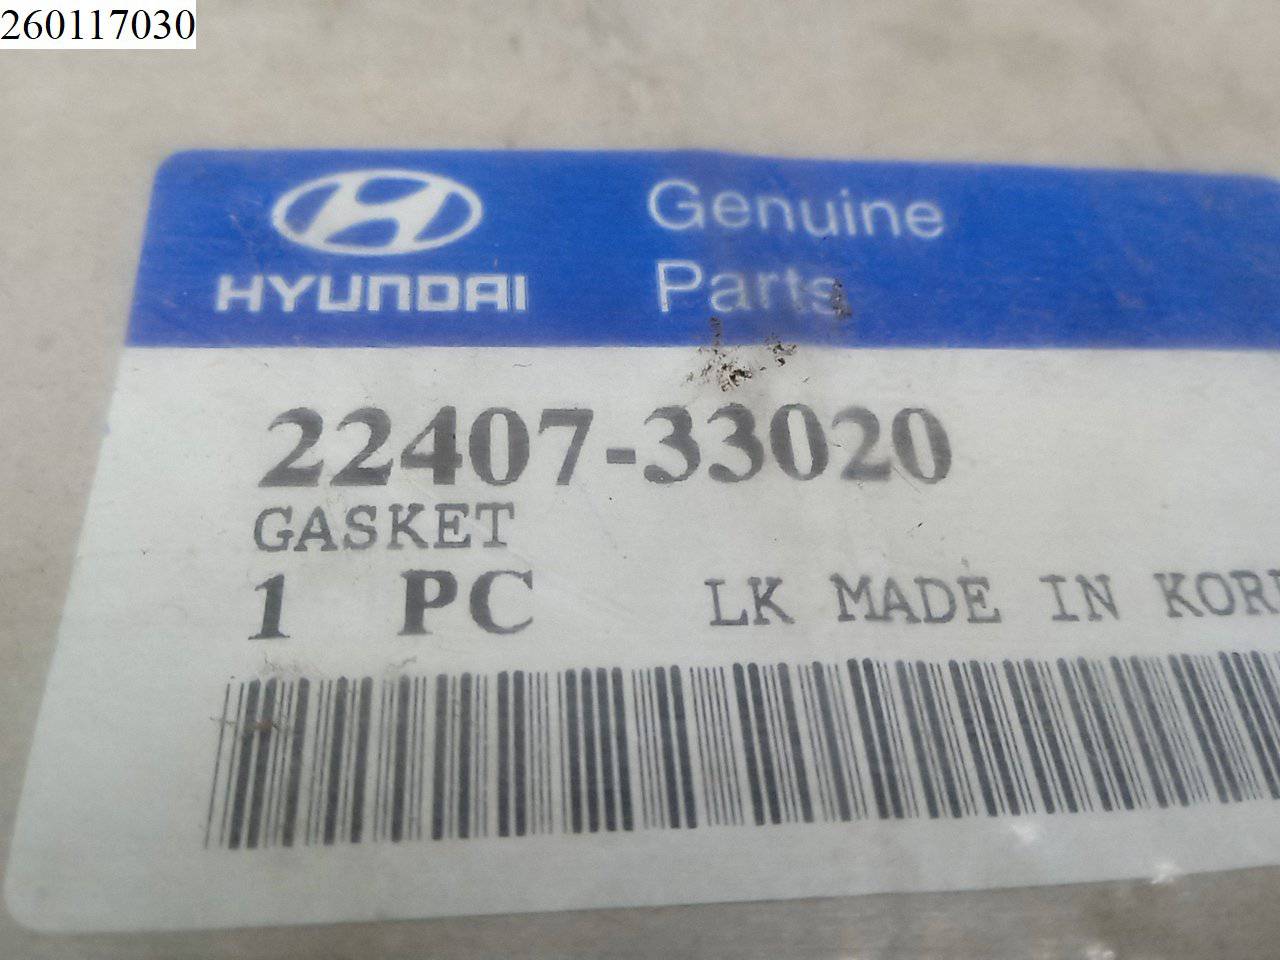 260117030
HYUNDAI
Genuine
Parts
22407-33020
GASKET
1 PC LK MADE IN KOR